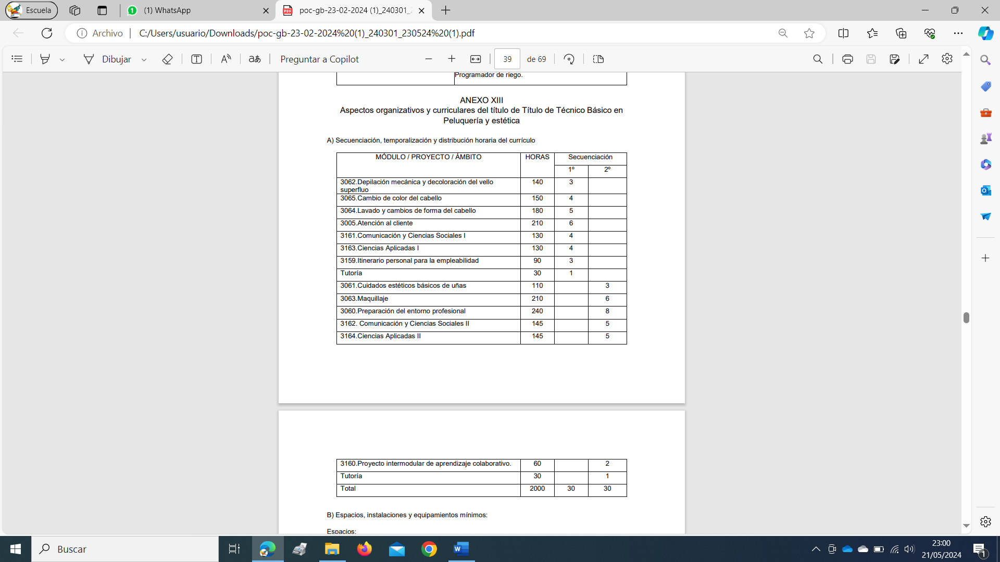 Escuela
1
(1) WhatsApp
PDF
poc-gb-23-02-2024 (1)_240301_2
Archivo
C:/Users/usuario/Downloads/poc-gb-23-02-2024%20(1)_240301_230524%20(1).pdf
Dibujar
T
A
aあ
Preguntar a Copilot
39
de 69
Programador de riego.
ANEXO XIII
Aspectos organizativos y curriculares del título de Título de Técnico Básico en
Peluquería y estética
A) Secuenciación, temporalización y distribución horaria del currículo
MÓDULO / PROYECTO / ÁMBITO HORAS Secuenciación
1º 2º
3062.Depilación mecánica y decoloración del vello
superfluo 140 3
3065.Cambio de color del cabello 150 4
3064.Lavado y cambios de forma del cabello 180 5
3005.Atención al cliente 210 6
3161.Comunicación y Ciencias Sociales I 130 4
3163.Ciencias Aplicadas I 130 4
3159.Itinerario personal para la empleabilidad 90 3
Tutoría 30 1
3061.Cuidados estéticos básicos de uñas 110 3
3063.Maquillaje 210 6
3060.Preparación del entorno profesional 240 8
3162. Comunicación y Ciencias Sociales II 145 5
3164.Ciencias Aplicadas II 145 5
3160.Proyecto intermodular de aprendizaje colaborativo. 60 2
Tutoría 30 1
Total 2000 30 30
B) Espacios, instalaciones y equipamientos mínimos:
Espacios:
Buscar
23:00
21/05/2024
1